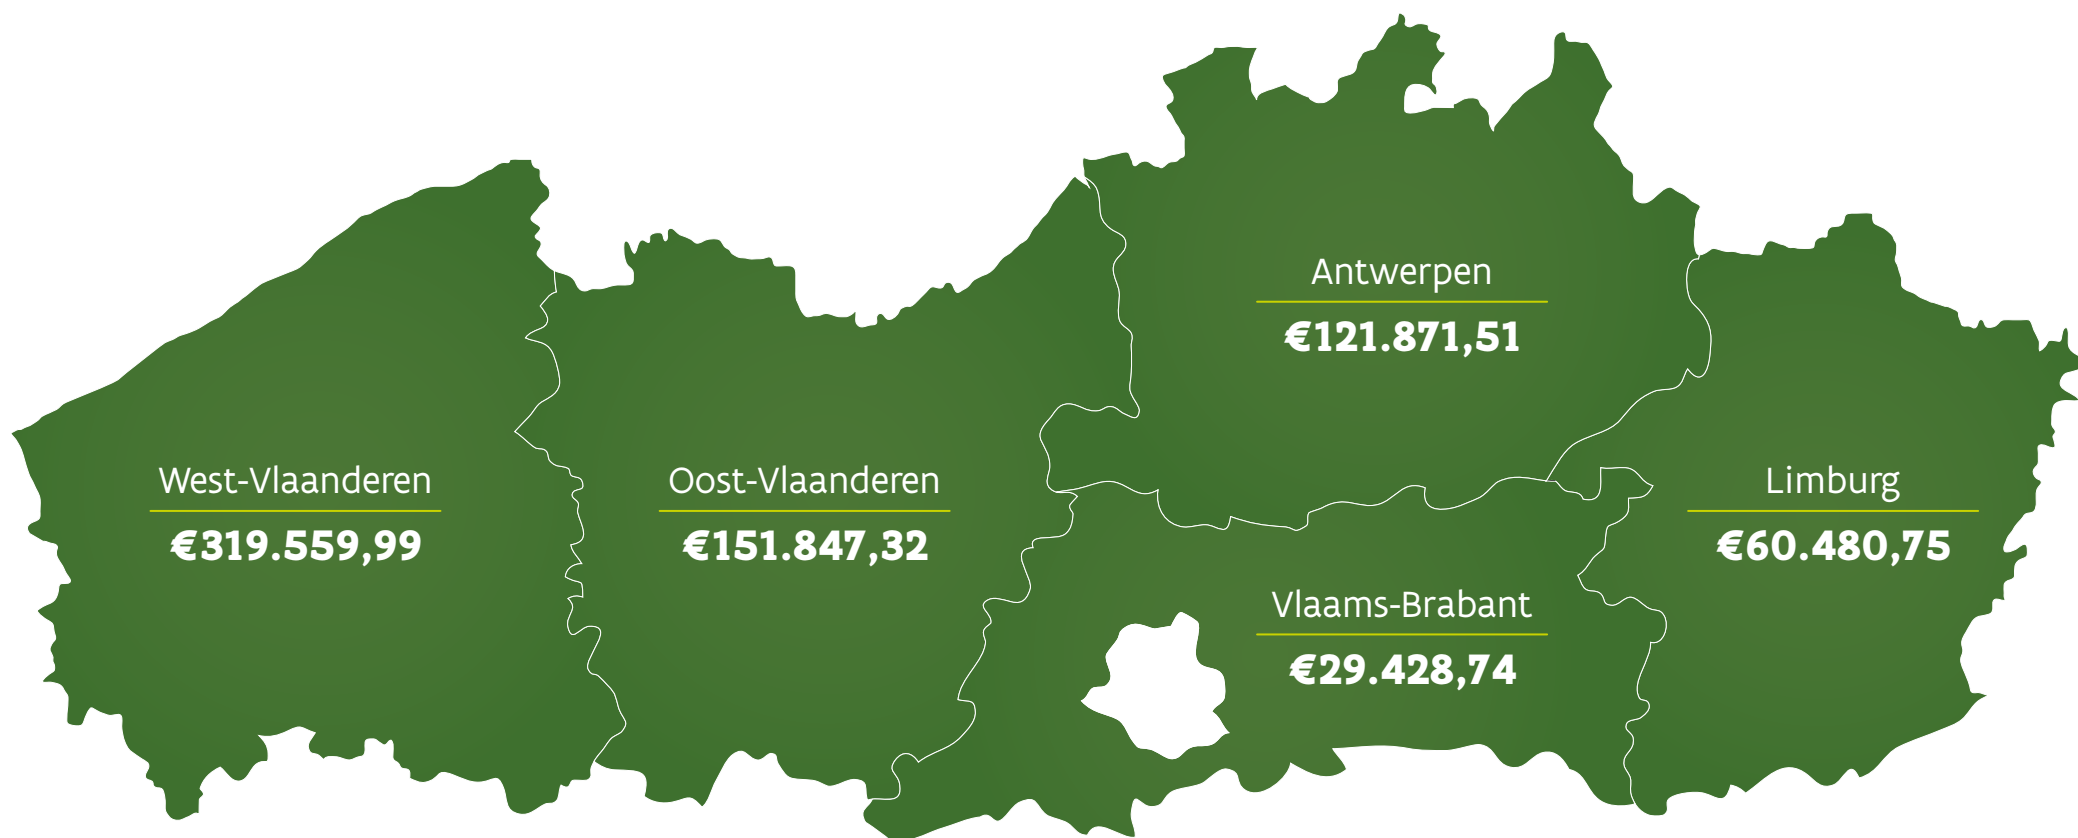 Antwerpen
€121.871,51
West-Vlaanderen
€319.559,99
Oost-Vlaanderen
€151.847,32
Limburg
€60.480,75
Vlaams-Brabant
€29.428,74